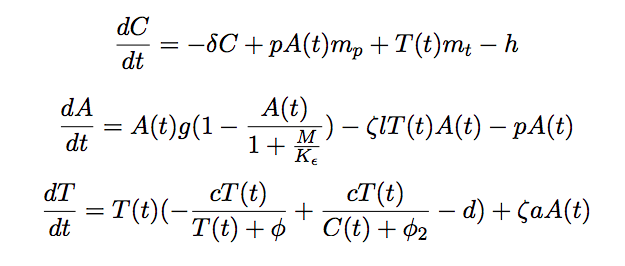 dC/dt = −δC + pA(t)m_p + T(t)m_t − h
dA/dt = A(t)g(1 − A(t)/(1 + M/K_ϵ)) − ζlT(t)A(t) − pA(t)
dT/dt = T(t)(−cT(t)/(T(t) + ϕ) + cT(t)/(C(t) + ϕ_2) − d) + ζaA(t)